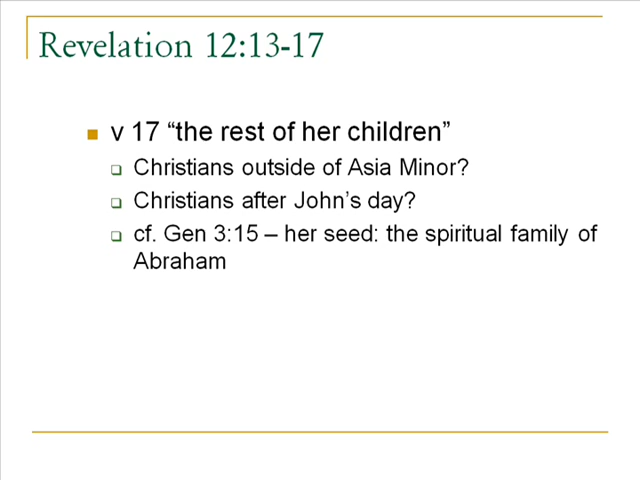 Revelation 12:13-17
v 17 “the rest of her children”
Christians outside of Asia Minor?
Christians after John’s day?
cf. Gen 3:15 – her seed: the spiritual family of
Abraham